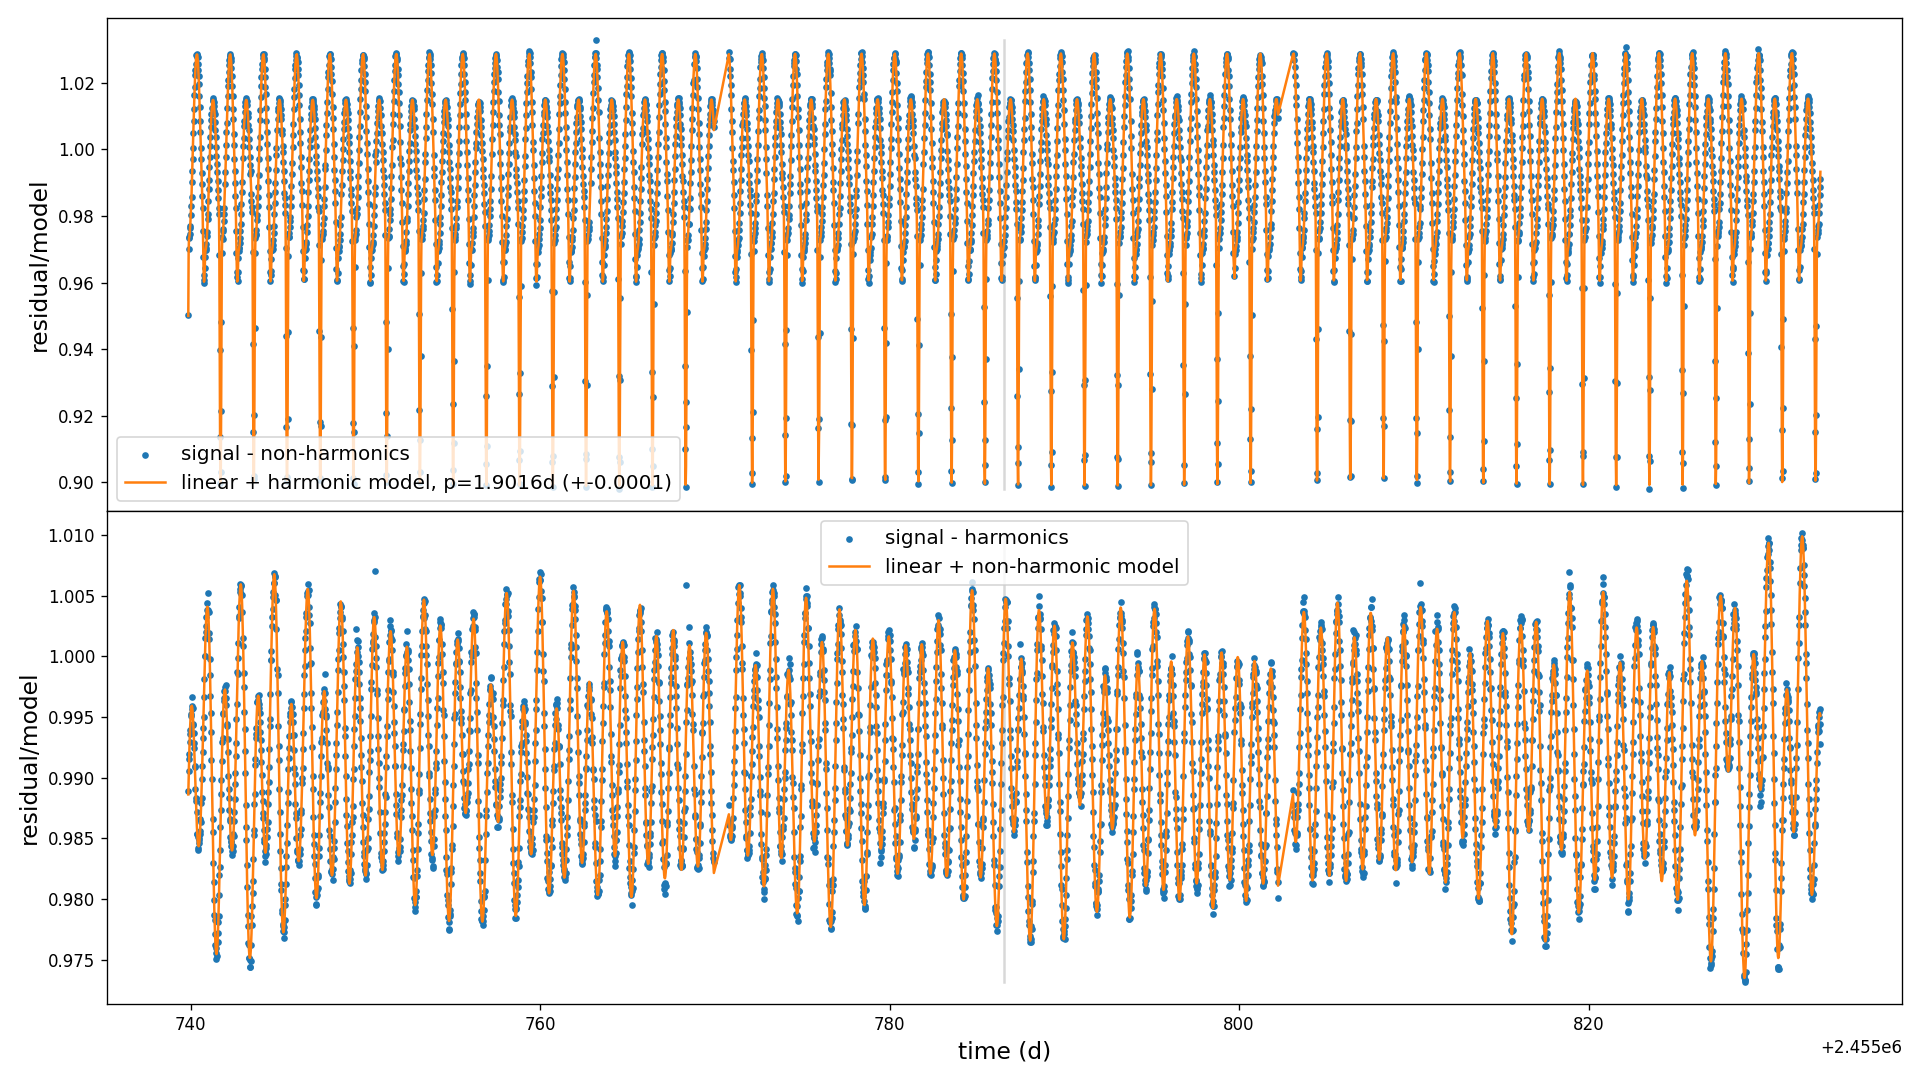 1.02
1.00
0.98
0.96
0.94
0.92
0.90
residual/model
signal - non-harmonics
linear + harmonic model, p=1.9016d (+-0.0001)
1.010
1.005
1.000
0.995
0.990
0.985
0.980
0.975
residual/model
signal - harmonics
linear + non-harmonic model
740
760
780
800
820
time (d)
+2.455e6